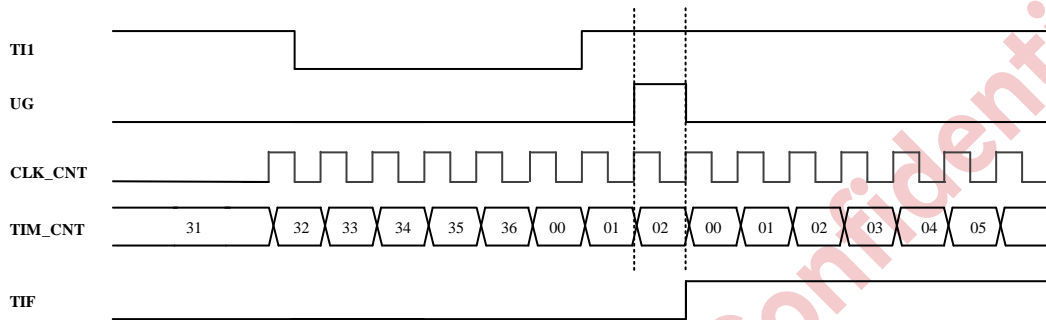 TI1
UG
CLK_CNT
TIM_CNT 31 32 33 34 35 36 00 01 02 00 01 02 03 04 05
TIF
onfidenti